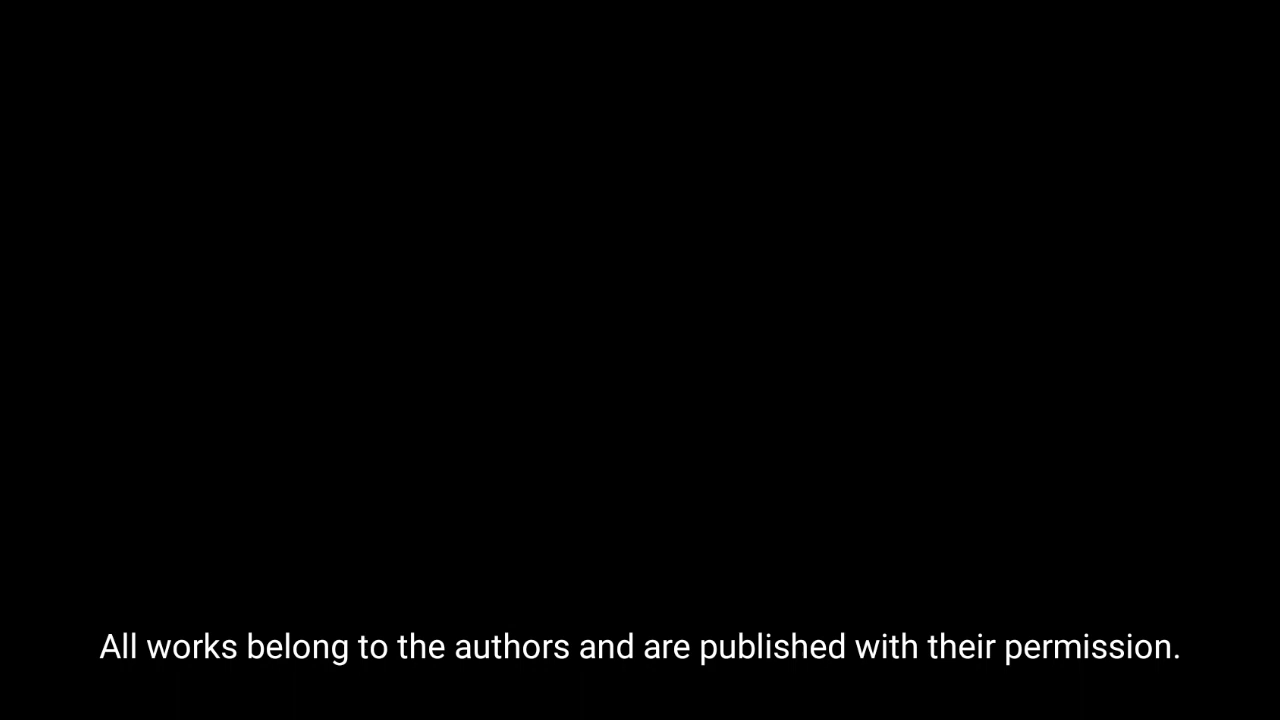 All works belong to the authors and are published with their permission.